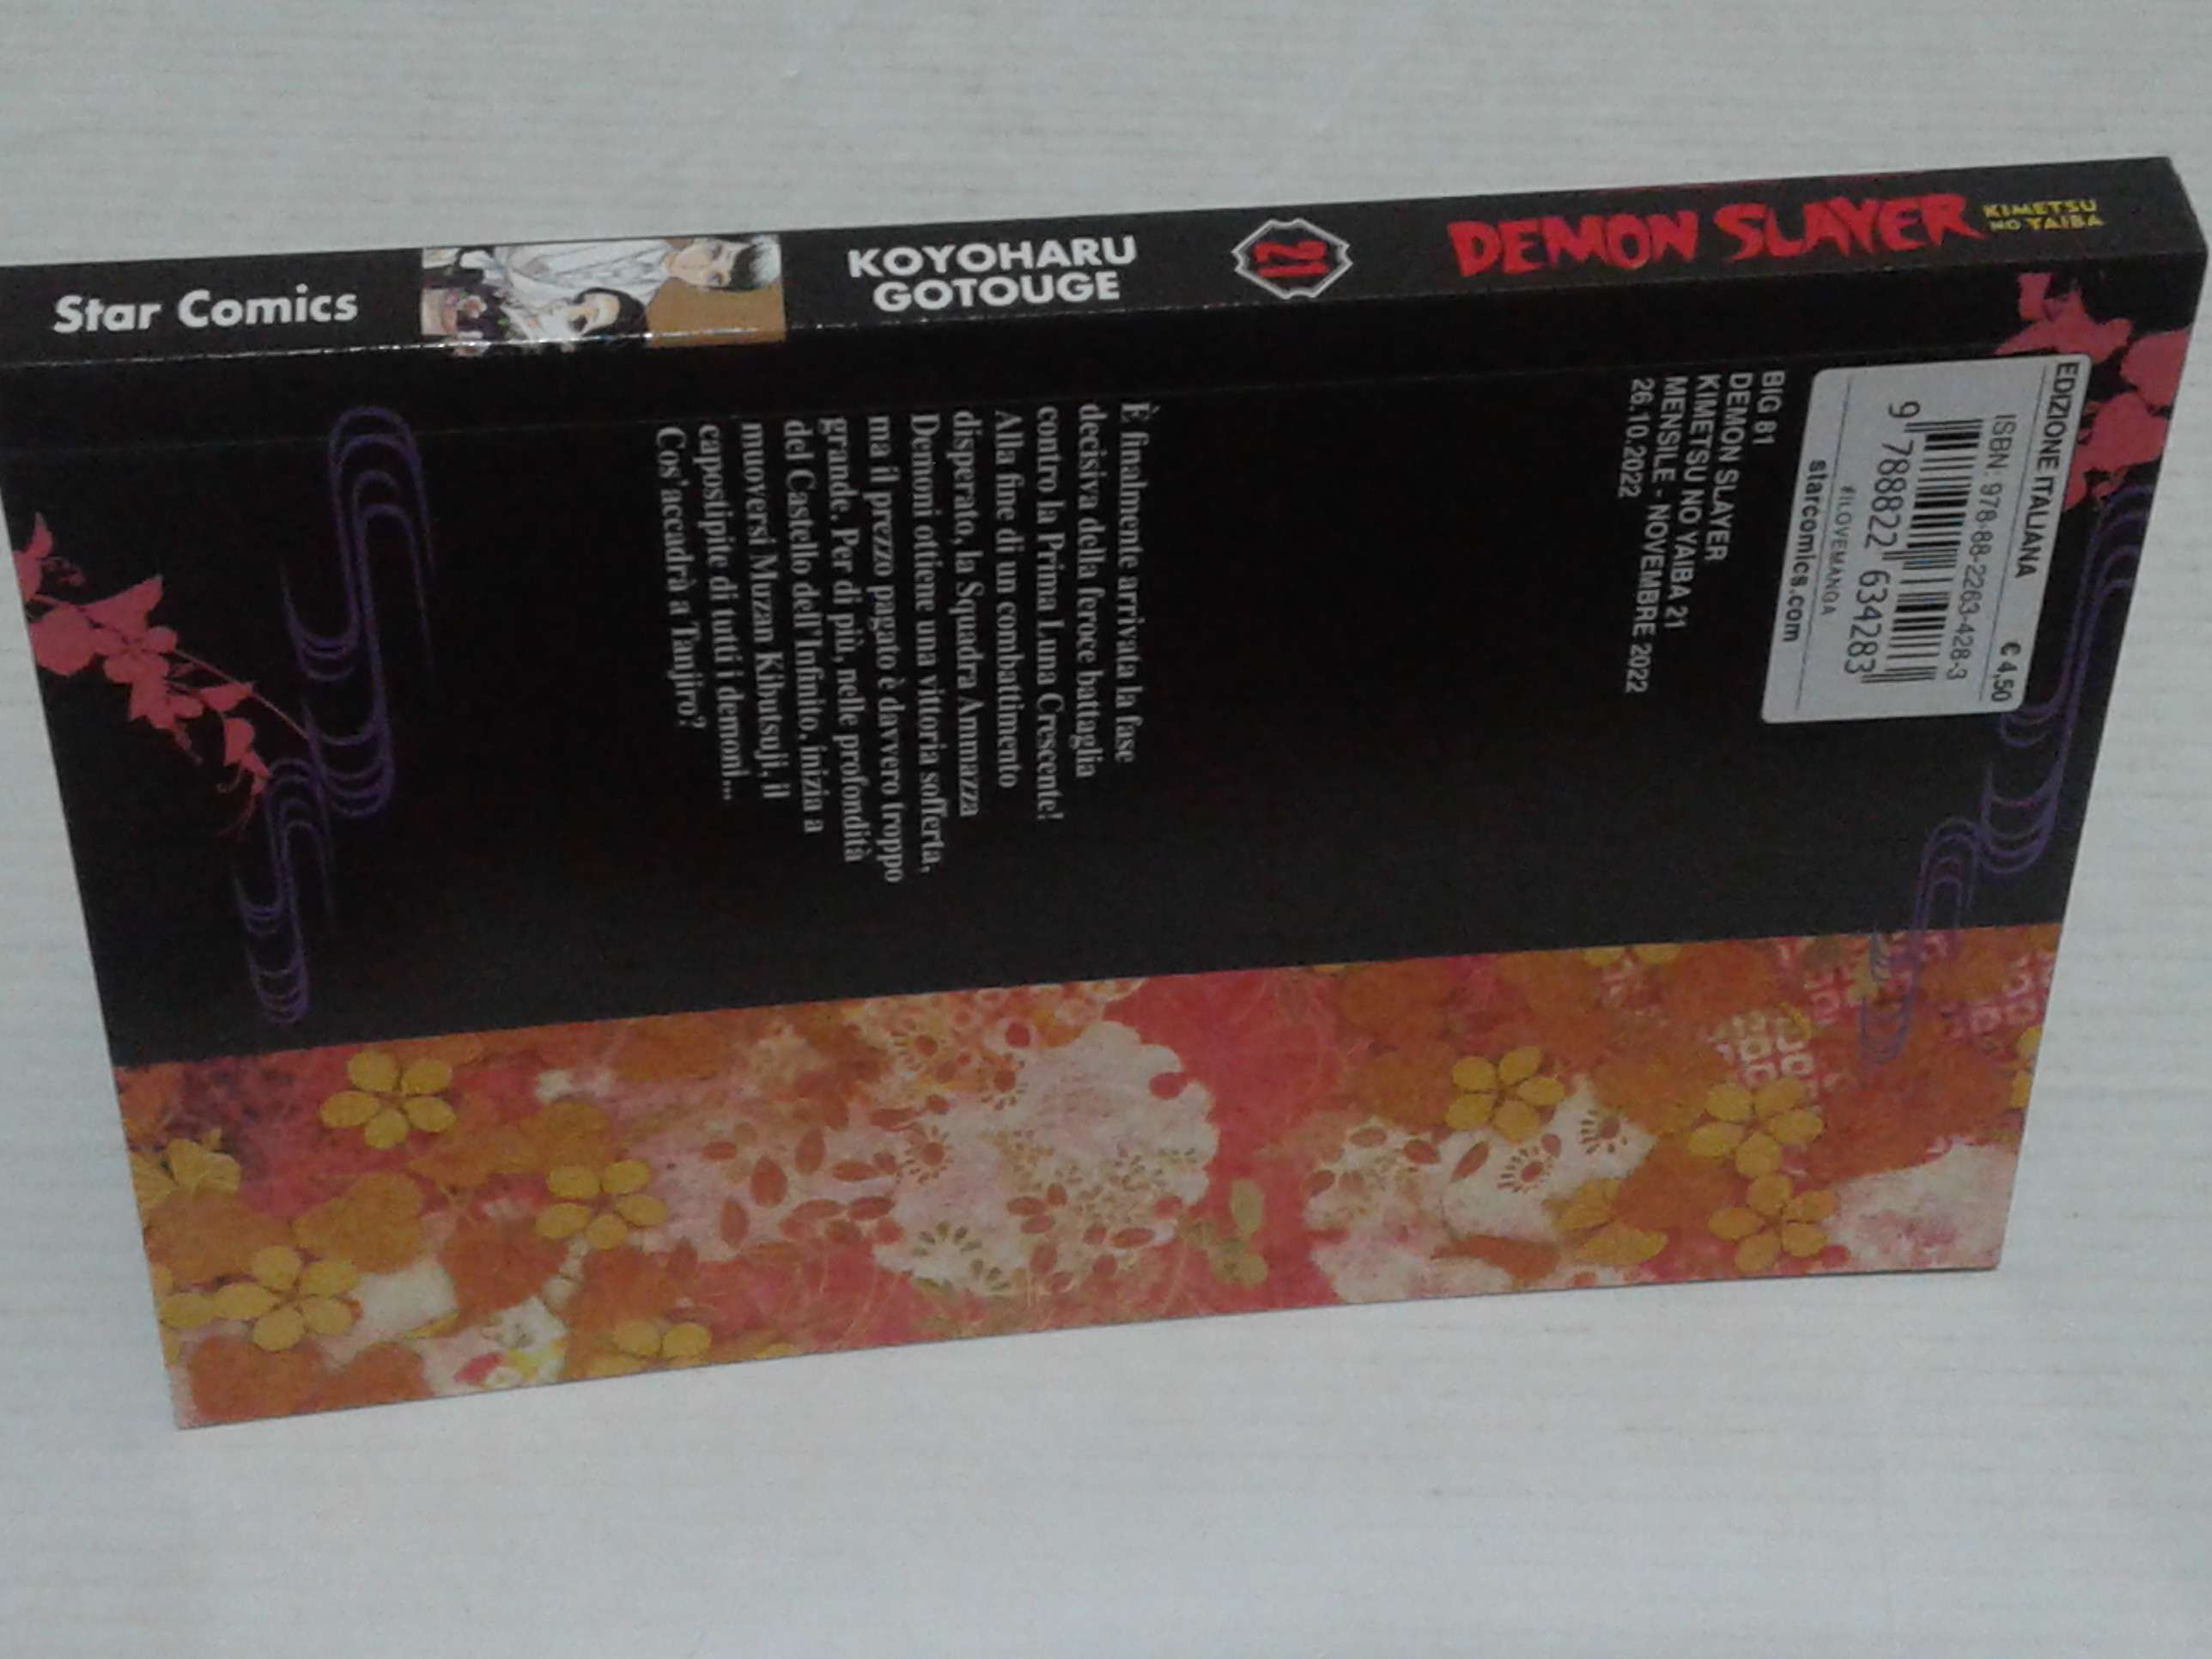 Star Comics
KOYOHARU
GOTOUGE
21
DEMON SLAYER
KIMETSU
NO YAIBA
EDIZIONE ITALIANA
€ 4,50
ISBN: 978-88-2263-428-3
9 788822 634283
#ILOVEMANGA
starcomics.com
BIG 81
DEMON SLAYER
KIMETSU NO YAIBA 21
MENSILE - NOVEMBRE 2022
26.10.2022
È finalmente arrivata la fase
decisiva della feroce battaglia
contro la Prima Luna Crescente!
Alla fine di un combattimento
disperato, la Squadra Ammazza
Demoni ottiene una vittoria sofferta,
ma il prezzo pagato è davvero troppo
grande. Per di più, nelle profondità
del Castello dell'Infinito, inizia a
muoversi Muzan Kibutsuji, il
capostipite di tutti i demoni...
Cos'accadrà a Tanjiro?